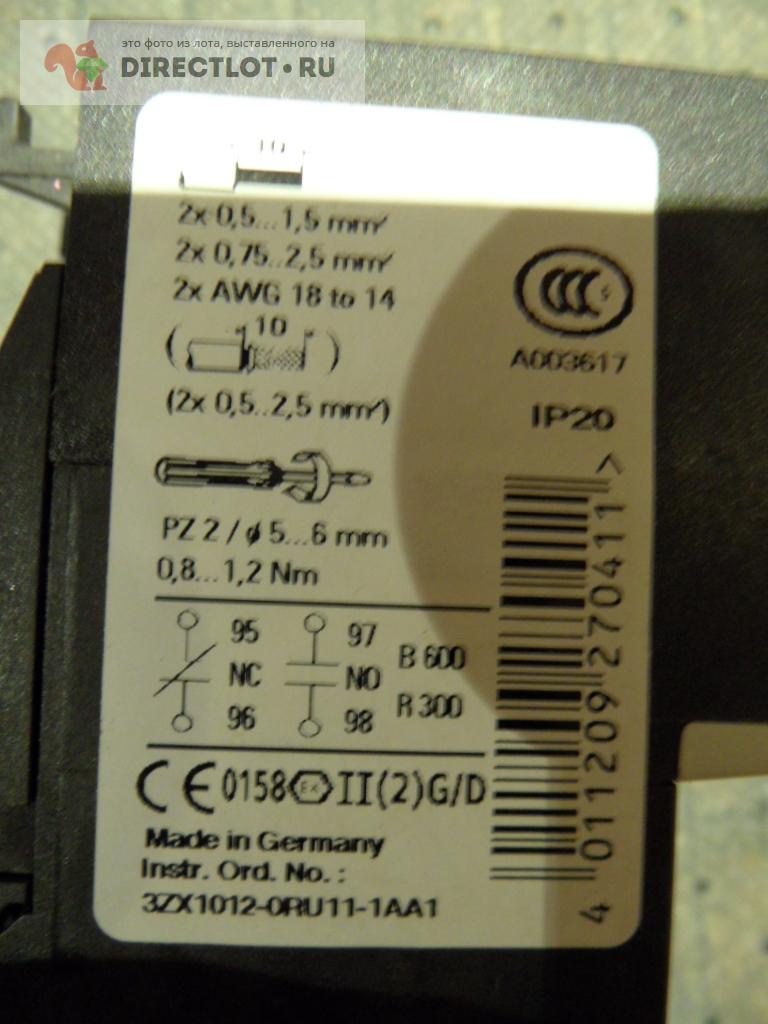 это фото из лота, выставленного на
DIRECTLOT.RU
10
2x 0,5...1,5 mm²
2x 0,75..2,5 mm²
2x AWG 18 to 14
( 10 )
(2x 0,5..2,5 mm²)
PZ 2 / ø 5...6 mm
0,8...1,2 Nm
95 97 B 600
NC NO
96 98 R 300
CE 0158 Ex II(2)G/D
Made in Germany
Instr. Ord. No. :
3ZX1012-0RU11-1AA1
CCC S
A003617
IP20
4 011209 270411 >